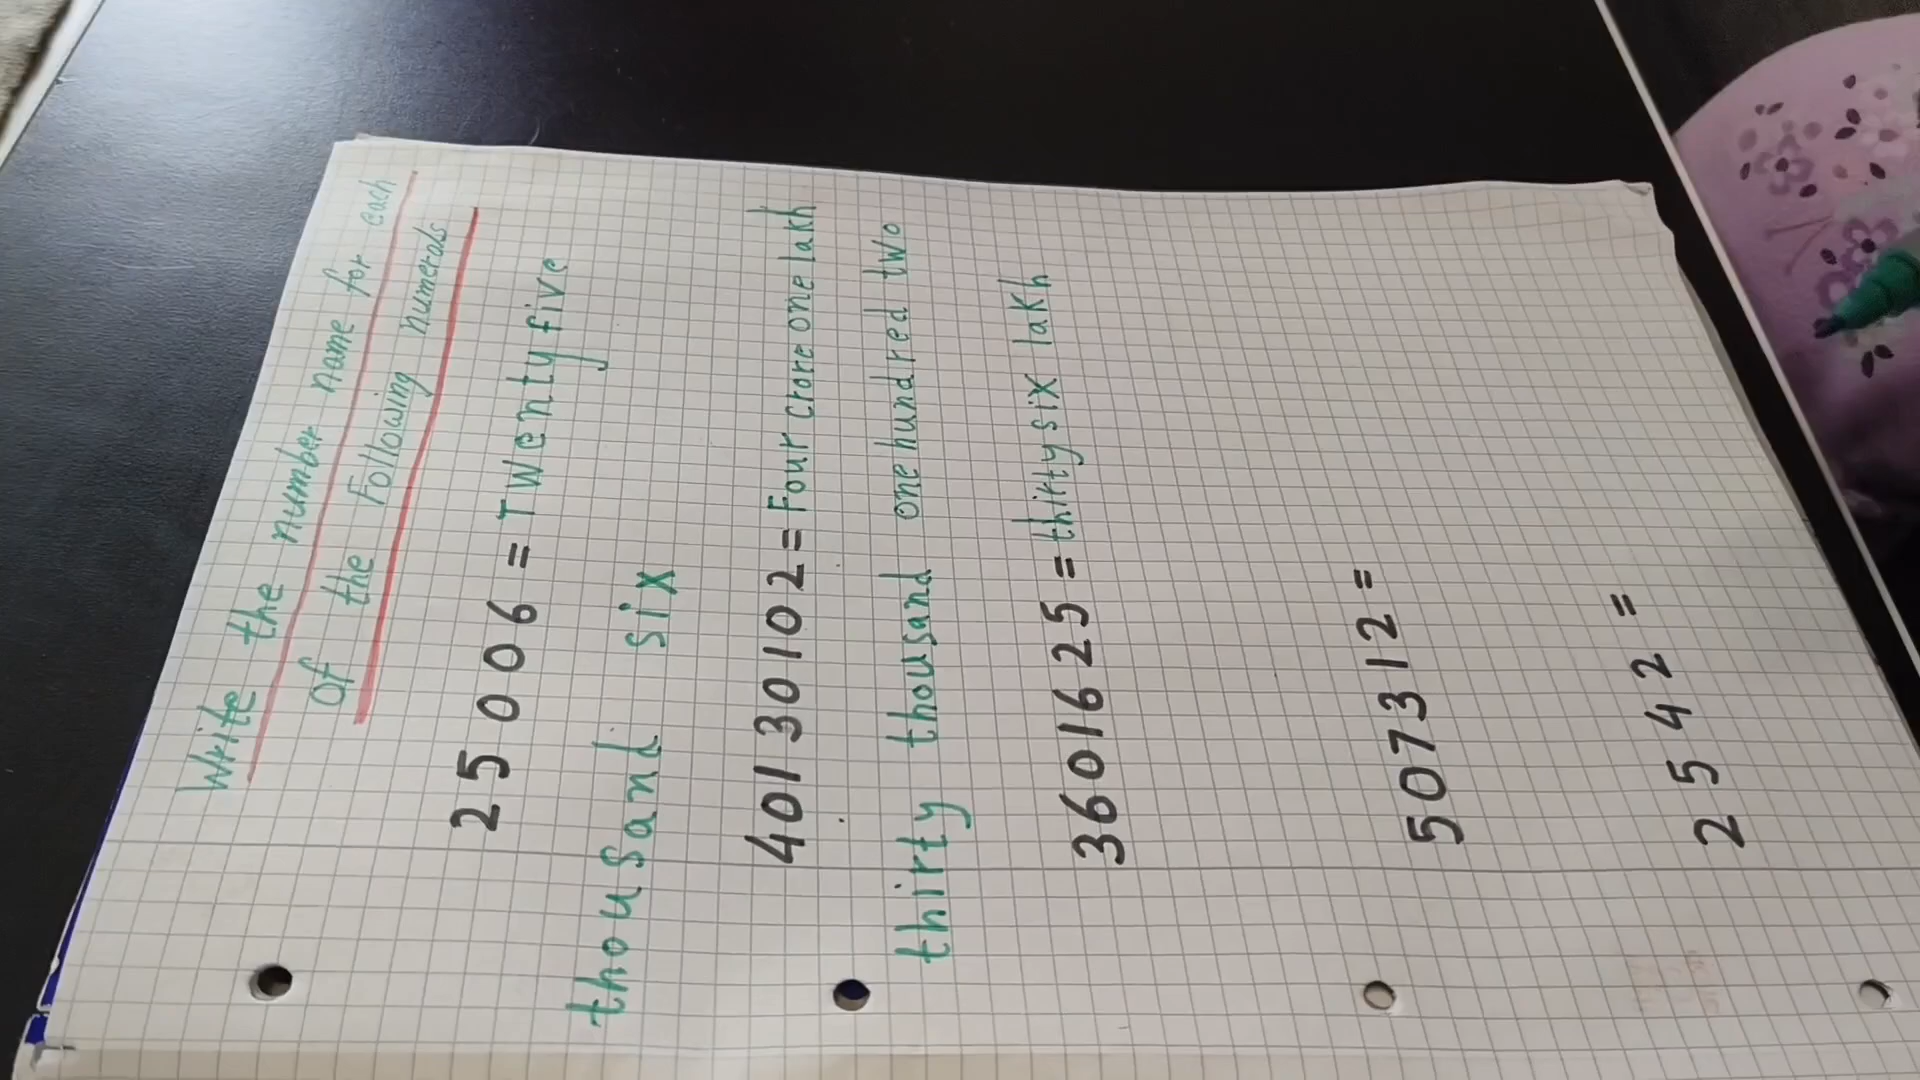 Write the number name for each
of the Following numerals
25006 = Twenty five
thousand six
40130102 = Four crore one lakh
thirty thousand one hundred two
3601625 = thirty six lakh
507312 =
25542 =